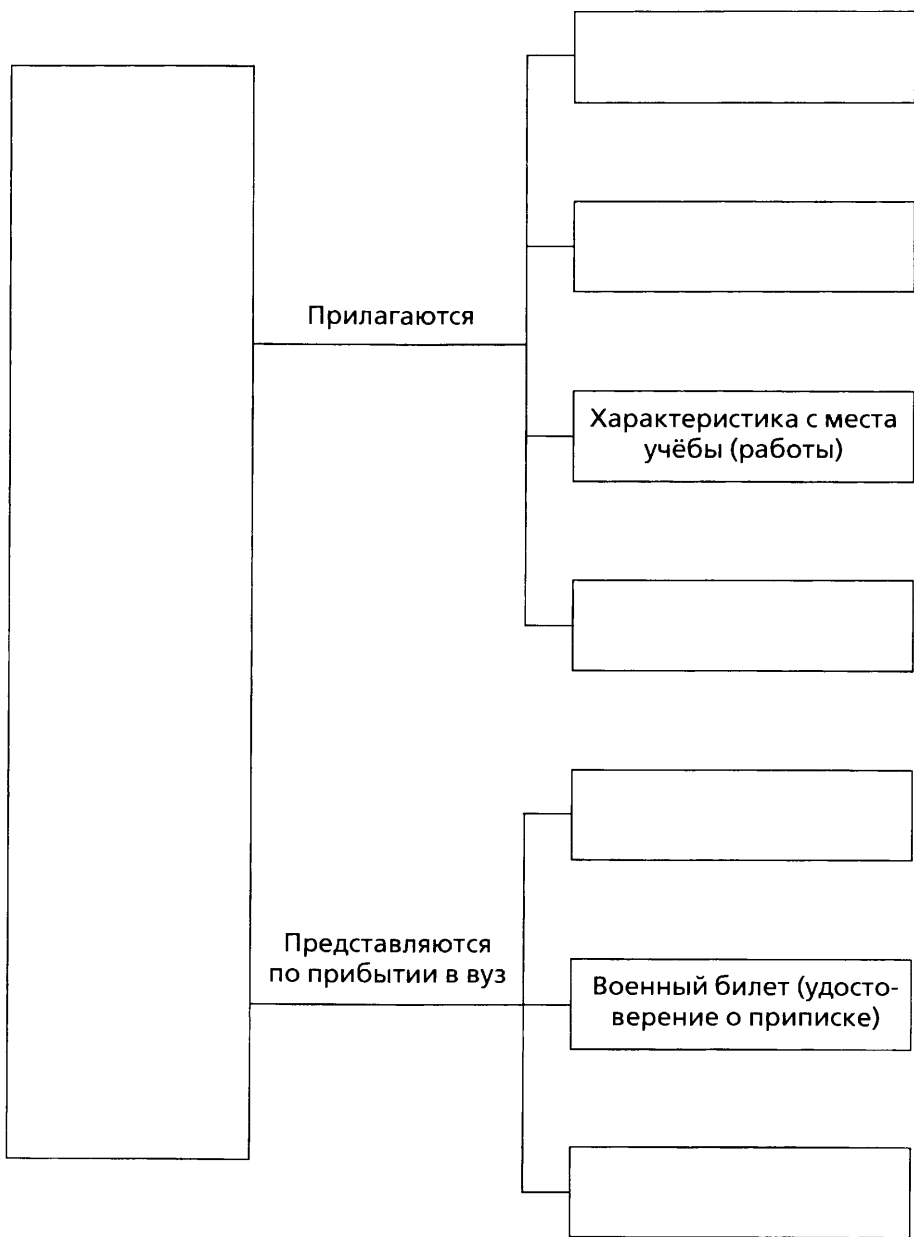 Прилагаются
Характеристика с места
учёбы (работы)
Представляются
по прибытии в вуз
Военный билет (удосто-
верение о приписке)